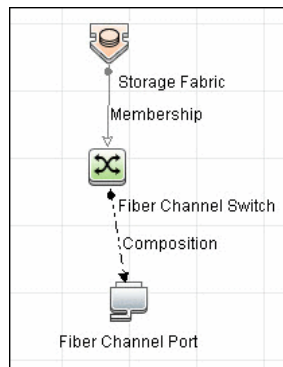 Storage Fabric
Membership
Fiber Channel Switch
Composition
Fiber Channel Port